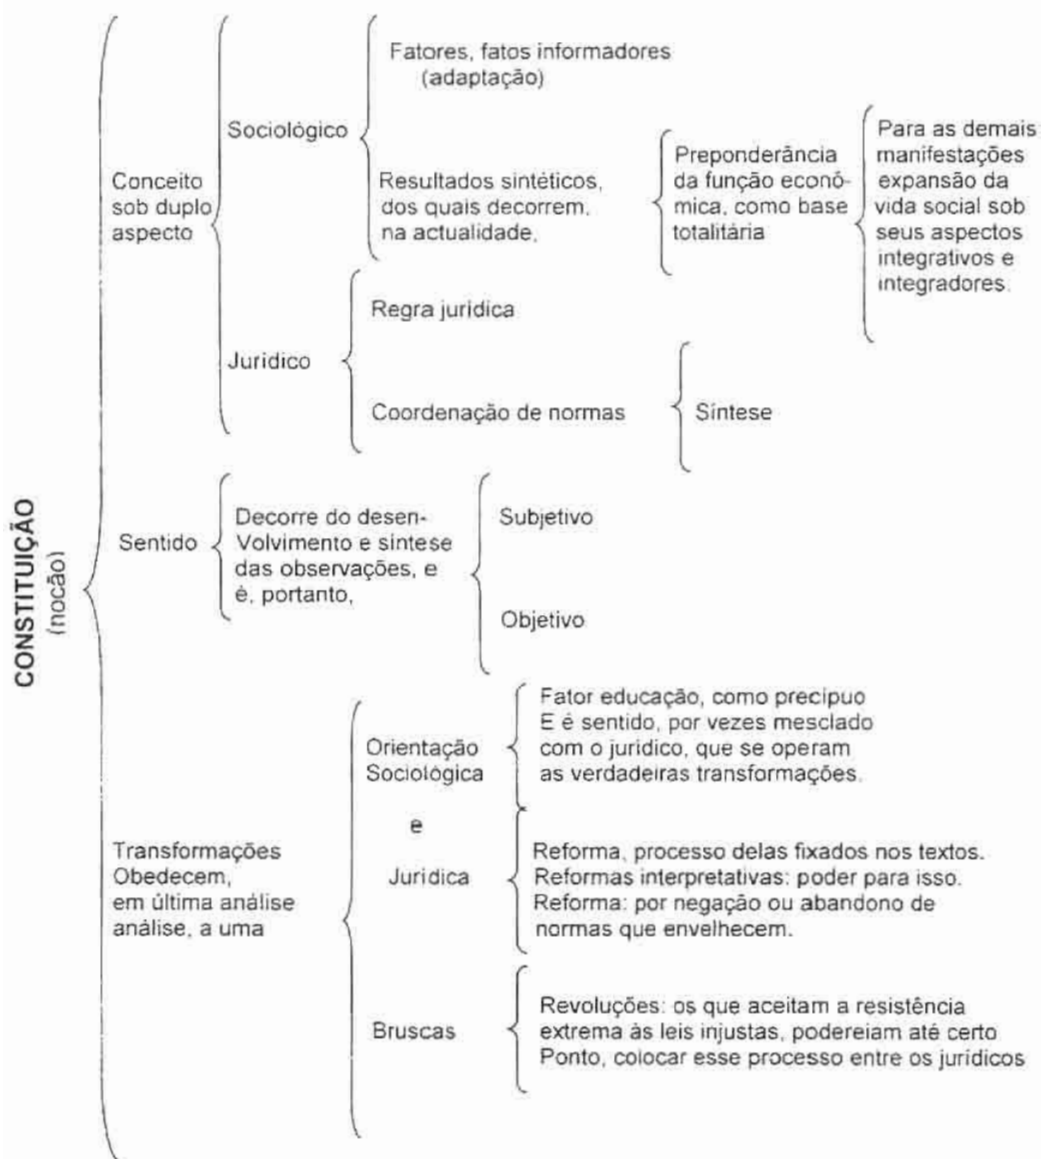 CONSTITUIÇÃO
(nocão)
Conceito
sob duplo
aspecto
Sociológico
Fatores, fatos informadores
(adaptação)
Resultados sintéticos,
dos quais decorrem,
na actualidade,
Preponderância
da função econô-
mica, como base
totalitária
Para as demais
manifestações
expansão da
vida social sob
seus aspectos
integrativos e
integradores.
Jurídico
Regra jurídica
Coordenação de normas
Síntese
Sentido
Decorre do desen-
Volvimento e síntese
das observações, e
é, portanto,
Subjetivo
Objetivo
Transformações
Obedecem,
em última análise
análise, a uma
Orientação
Sociológica
Fator educação, como precípuo
E é sentido, por vezes mesclado
com o jurídico, que se operam
as verdadeiras transformações.
e
Jurídica
Reforma, processo delas fixados nos textos.
Reformas interpretativas: poder para isso.
Reforma: por negação ou abandono de
normas que envelhecem.
Bruscas
Revoluções: os que aceitam a resistência
extrema às leis injustas, podereiam até certo
Ponto, colocar esse processo entre os jurídicos